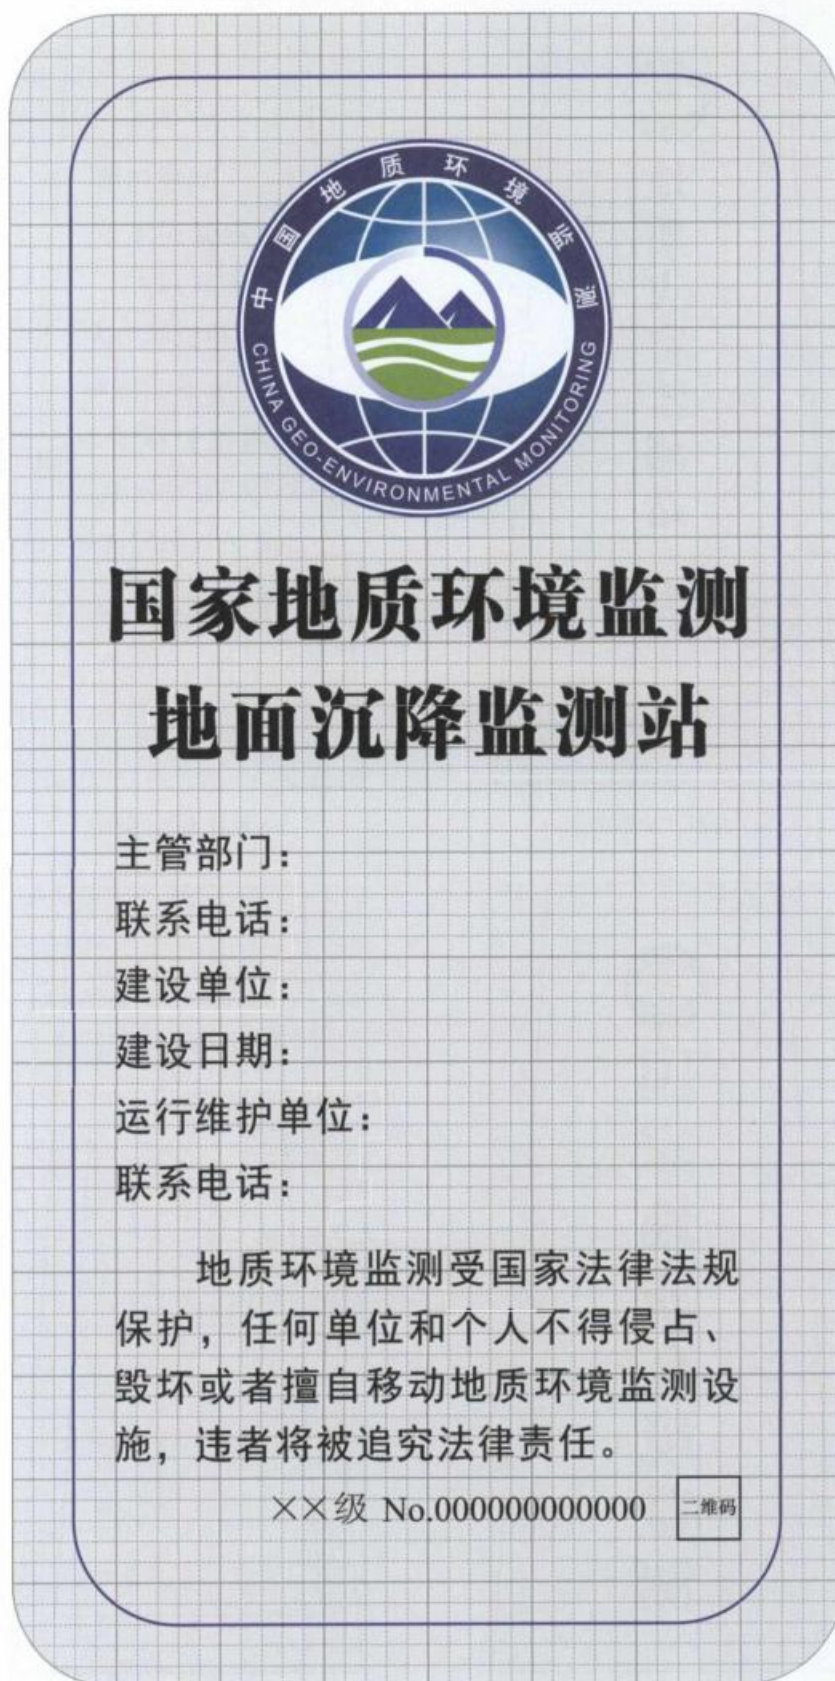 中国地质环境监测
CHINA GEO-ENVIRONMENTAL MONITORING
国家地质环境监测
地面沉降监测站
主管部门：
联系电话：
建设单位：
建设日期：
运行维护单位：
联系电话：
地质环境监测受国家法律法规
保护，任何单位和个人不得侵占、
毁坏或者擅自移动地质环境监测设
施，违者将被追究法律责任。
××级 No.000000000000
二维码